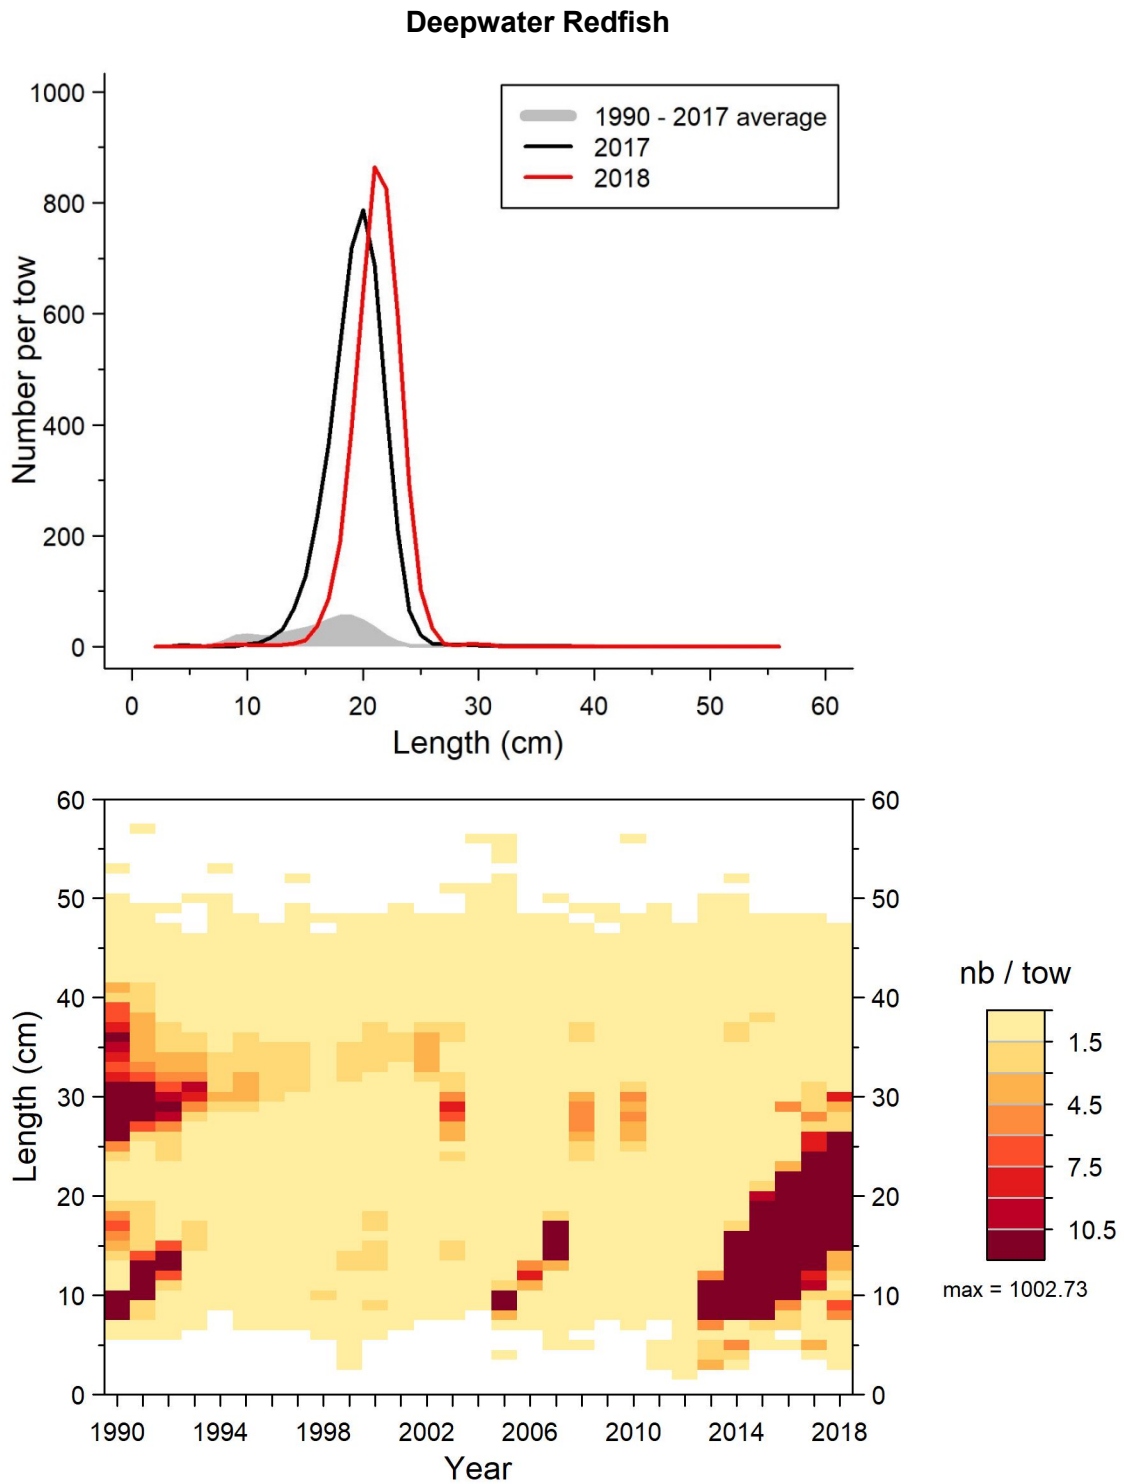 Deepwater Redfish
1000
800
600
400
200
0
Number per tow
1990 - 2017 average
2017
2018
0 10 20 30 40 50 60
Length (cm)
60 60
50 50
40 40
30 30
20 20
10 10
0 0
Length (cm)
1990 1994 1998 2002 2006 2010 2014 2018
Year
nb / tow
1.5
4.5
7.5
10.5
max = 1002.73